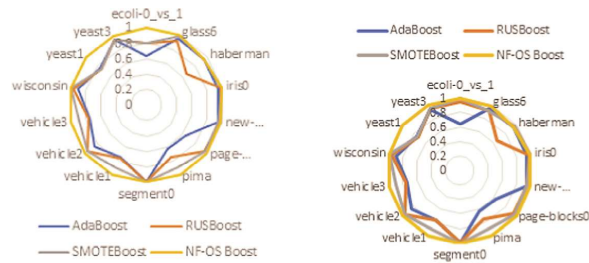 ecoli-0_vs_1
yeast3
1
glass6
yeast1
0.8
haberman
0.6
0.4
wisconsin
0.2
iris0
0
vehicle3
new-...
vehicle2
page-...
vehicle1
pima
segment0
AdaBoost
RUSBoost
SMOTEBoost
NF-OS Boost
AdaBoost
RUSBoost
SMOTEBoost
NF-OS Boost
ecoli-0_vs_1
yeast3
1
glass6
yeast1
0.8
haberman
0.6
0.4
wisconsin
0.2
iris0
0
vehicle3
new-...
vehicle2
page-blocks0
vehicle1
pima
segment0